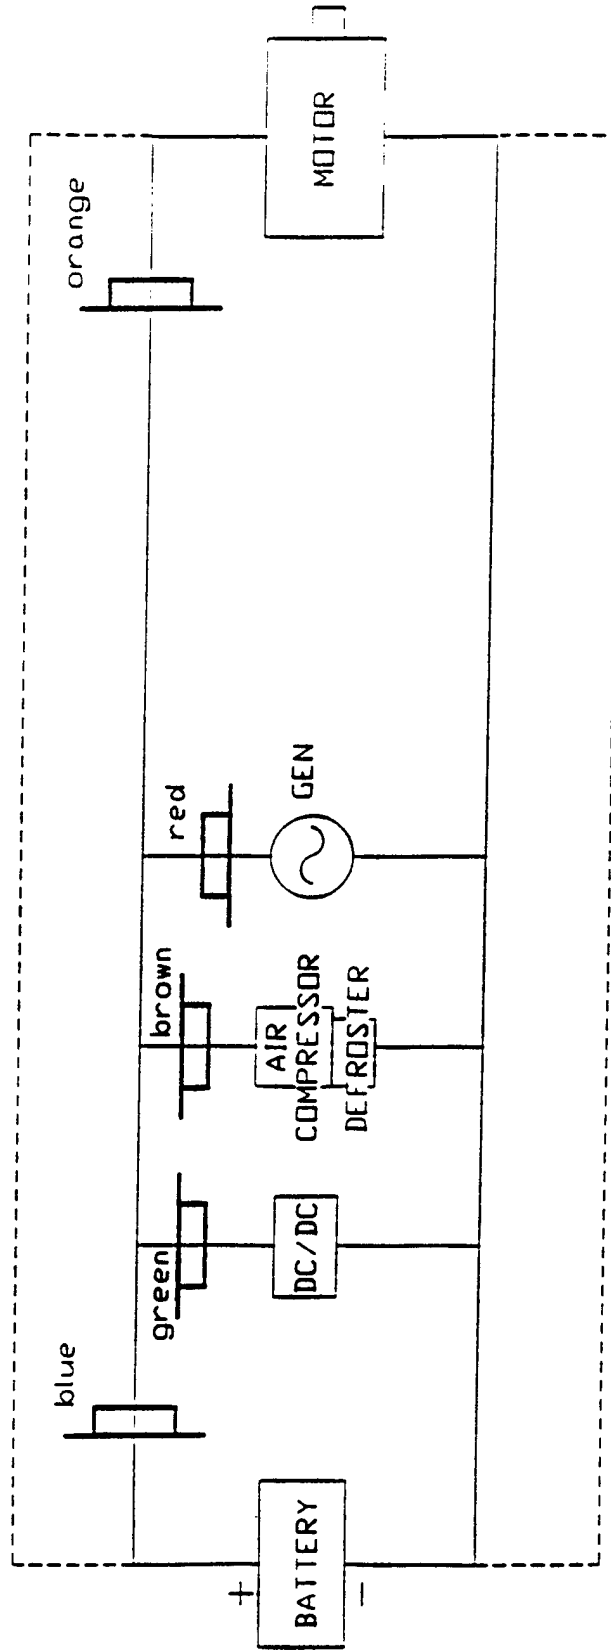 blue
orange
red
brown
green
+
BATTERY
-
DC/DC
AIR
COMPRESSOR
DEFROSTER
GEN
MOTOR